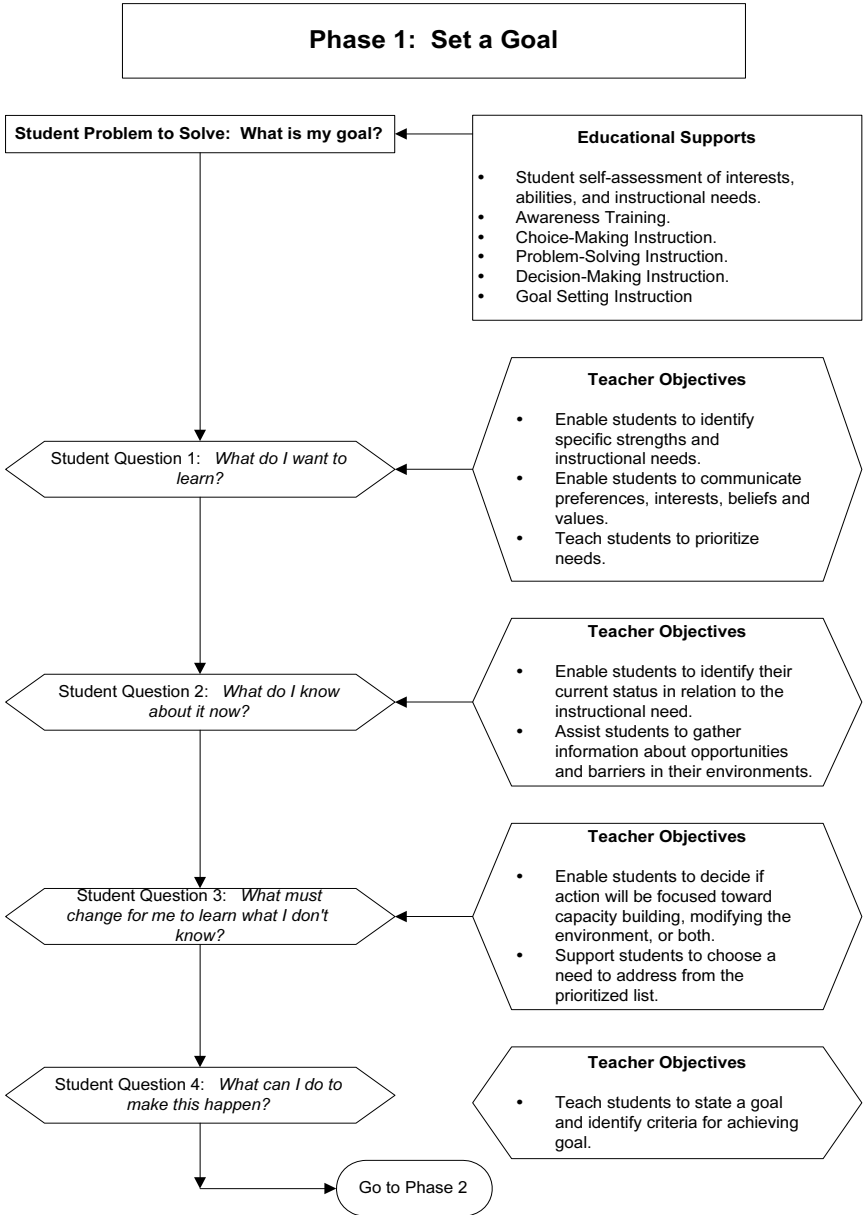 Phase 1: Set a Goal
Student Problem to Solve: What is my goal?
Educational Supports
• Student self-assessment of interests,
abilities, and instructional needs.
• Awareness Training.
• Choice-Making Instruction.
• Problem-Solving Instruction.
• Decision-Making Instruction.
• Goal Setting Instruction
Student Question 1: What do I want to
learn?
Teacher Objectives
• Enable students to identify
specific strengths and
instructional needs.
• Enable students to communicate
preferences, interests, beliefs and
values.
• Teach students to prioritize
needs.
Student Question 2: What do I know
about it now?
Teacher Objectives
• Enable students to identify their
current status in relation to the
instructional need.
• Assist students to gather
information about opportunities
and barriers in their environments.
Student Question 3: What must
change for me to learn what I don't
know?
Teacher Objectives
• Enable students to decide if
action will be focused toward
capacity building, modifying the
environment, or both.
• Support students to choose a
need to address from the
prioritized list.
Student Question 4: What can I do to
make this happen?
Teacher Objectives
• Teach students to state a goal
and identify criteria for achieving
goal.
Go to Phase 2